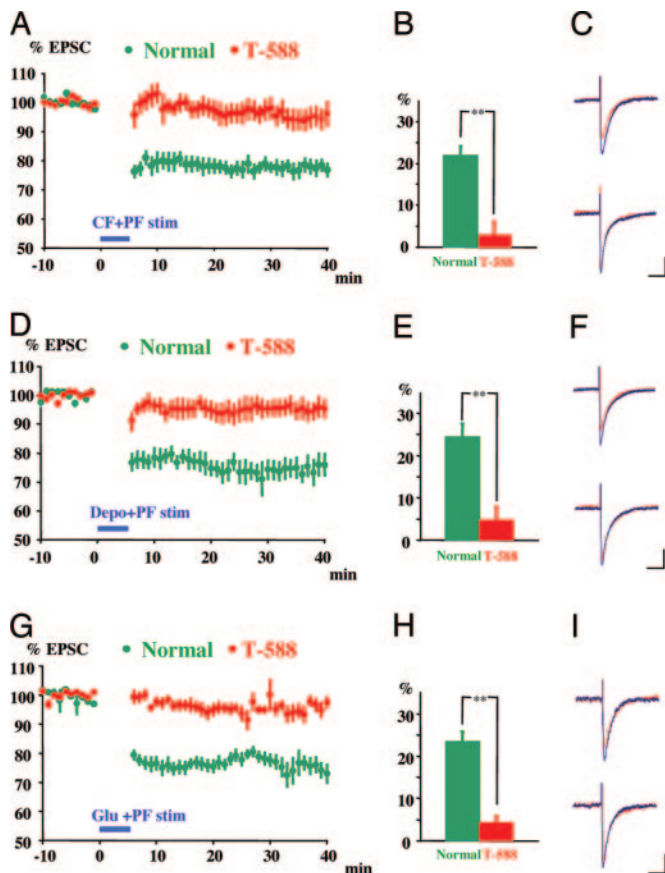 A
B
C
% EPSC
Normal
T-588
110
100
90
80
70
60
50
CF+PF stim
-10
0
10
20
30
40
min
%
30
20
10
0
**
Normal
T-588
D
E
F
% EPSC
Normal
T-588
110
100
90
80
70
60
50
Depo+PF stim
-10
0
10
20
30
40
min
%
30
20
10
0
**
Normal
T-588
G
H
I
% EPSC
Normal
T-588
110
100
90
80
70
60
50
Glu +PF stim
-10
0
10
20
30
40
min
%
30
20
10
0
**
Normal
T-588